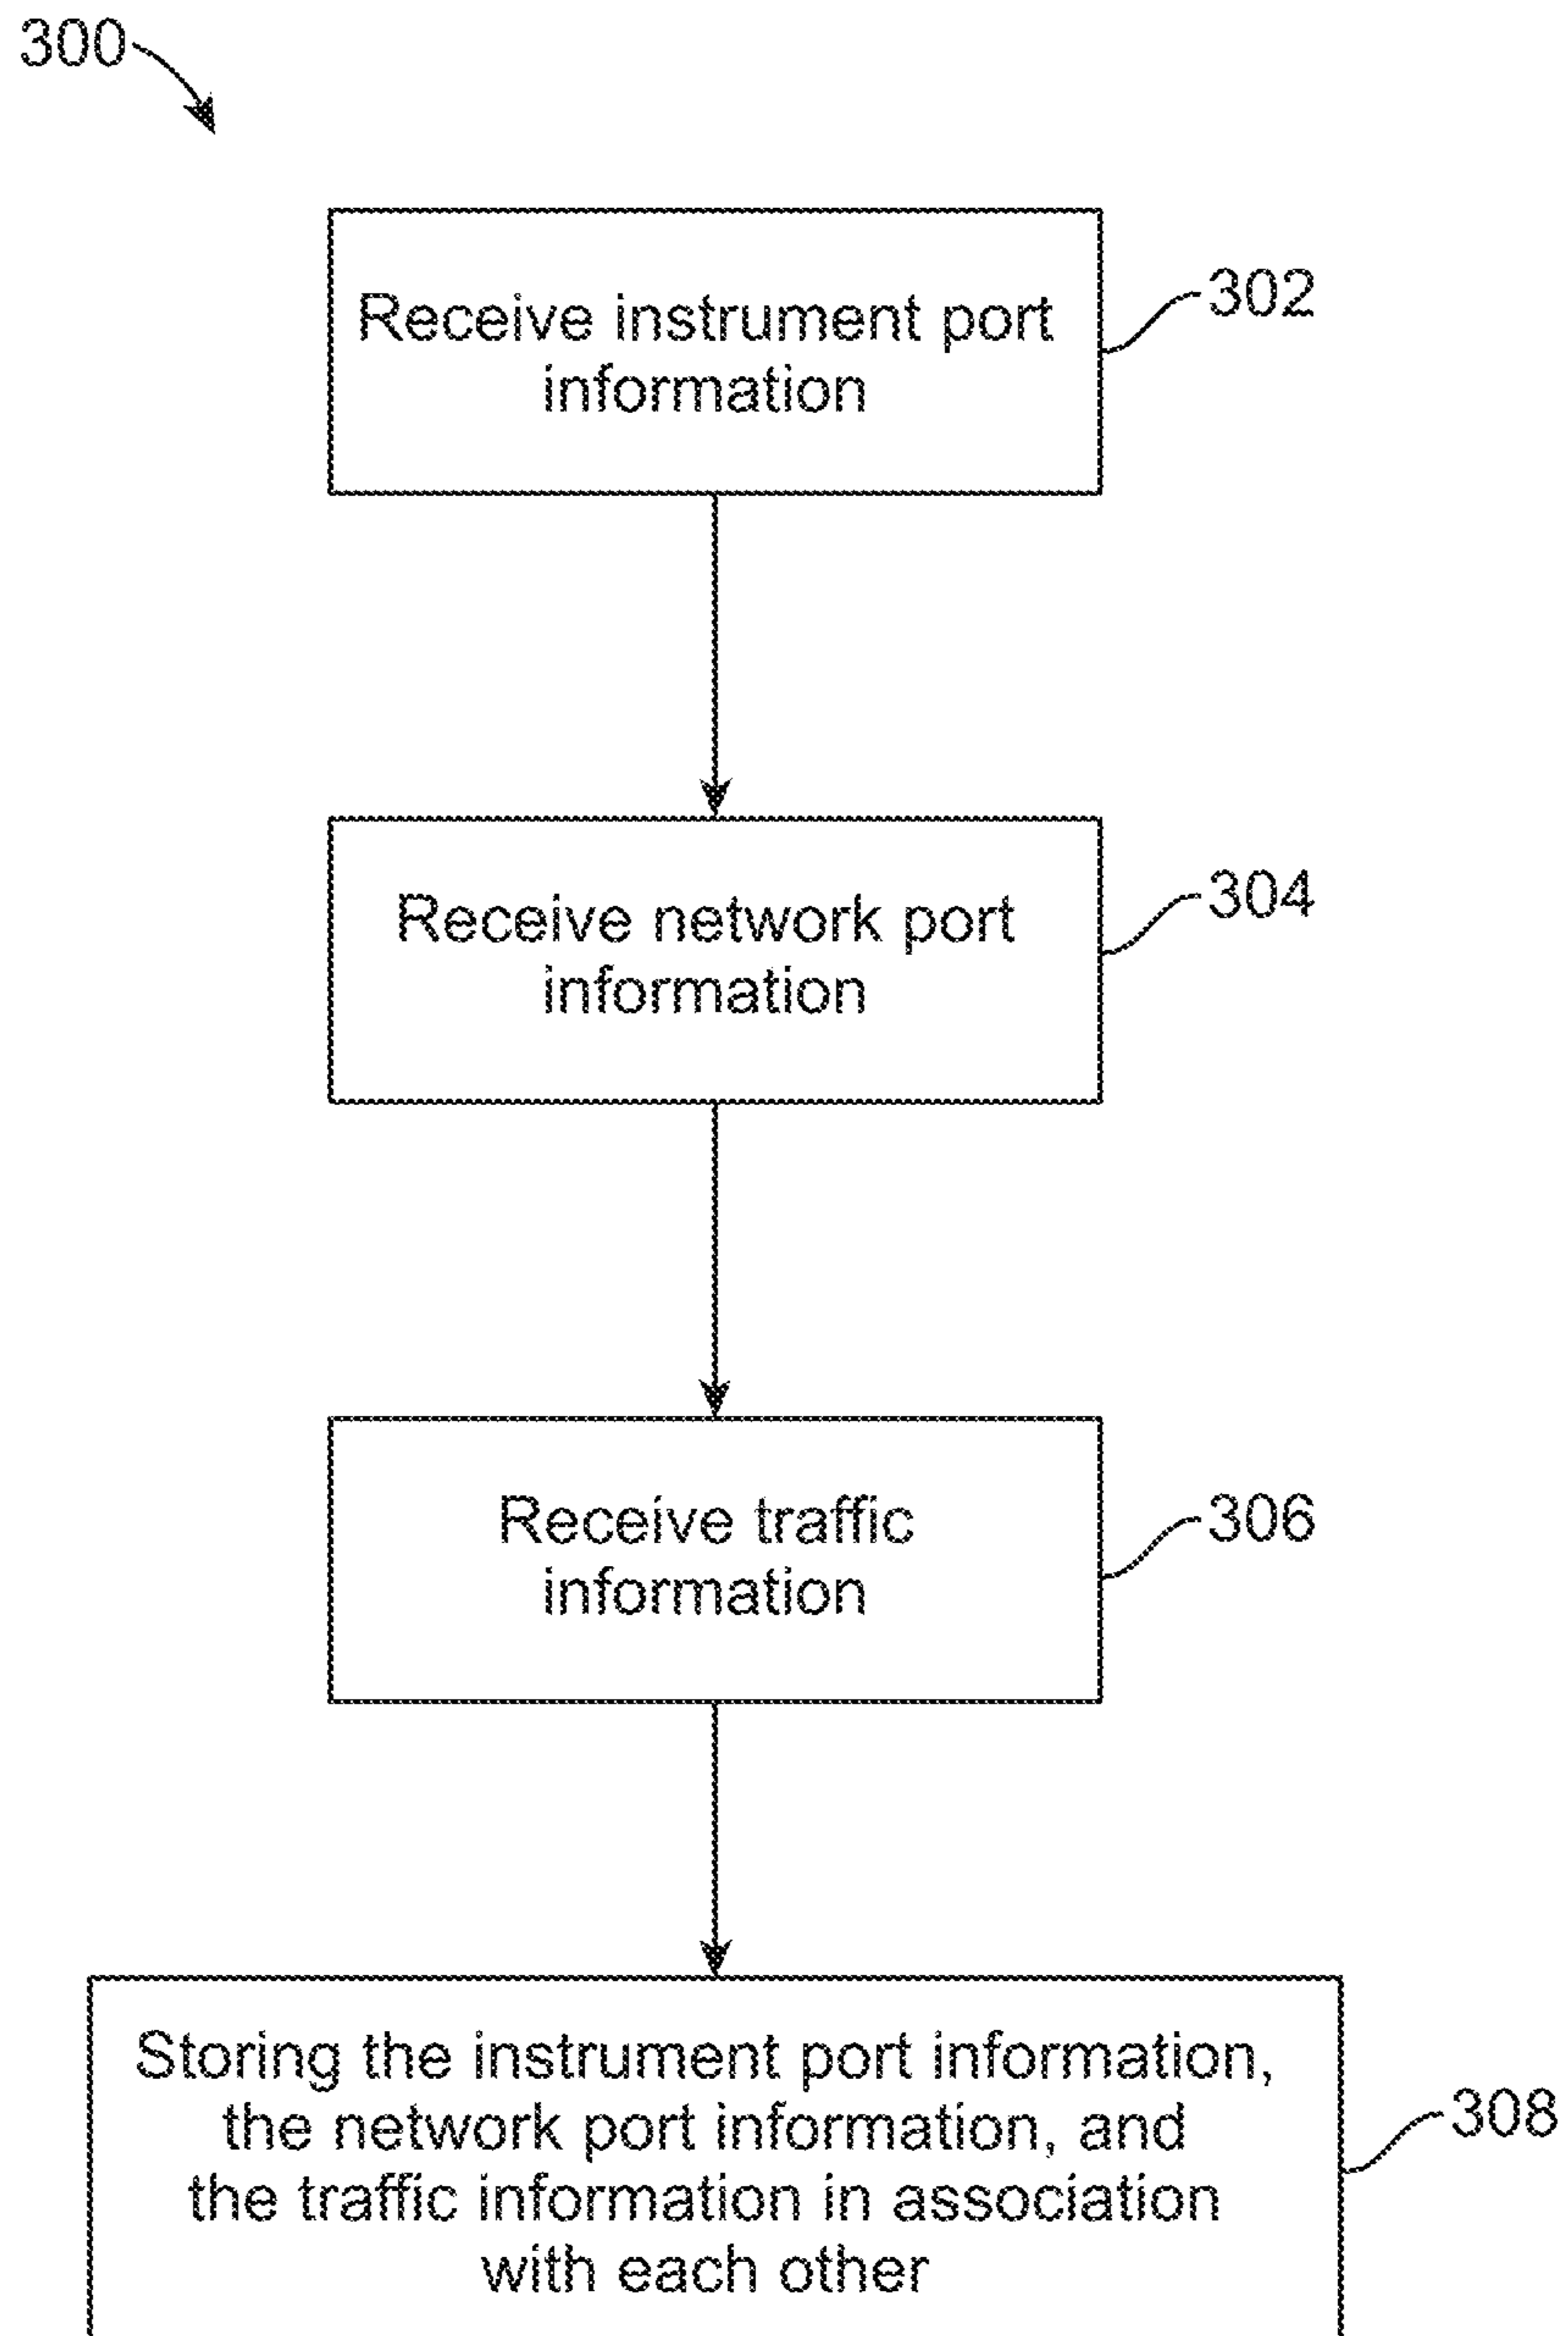 300
Receive instrument port
information
302
Receive network port
information
304
Receive traffic
information
306
Storing the instrument port information,
the network port information, and
the traffic information in association
with each other
308